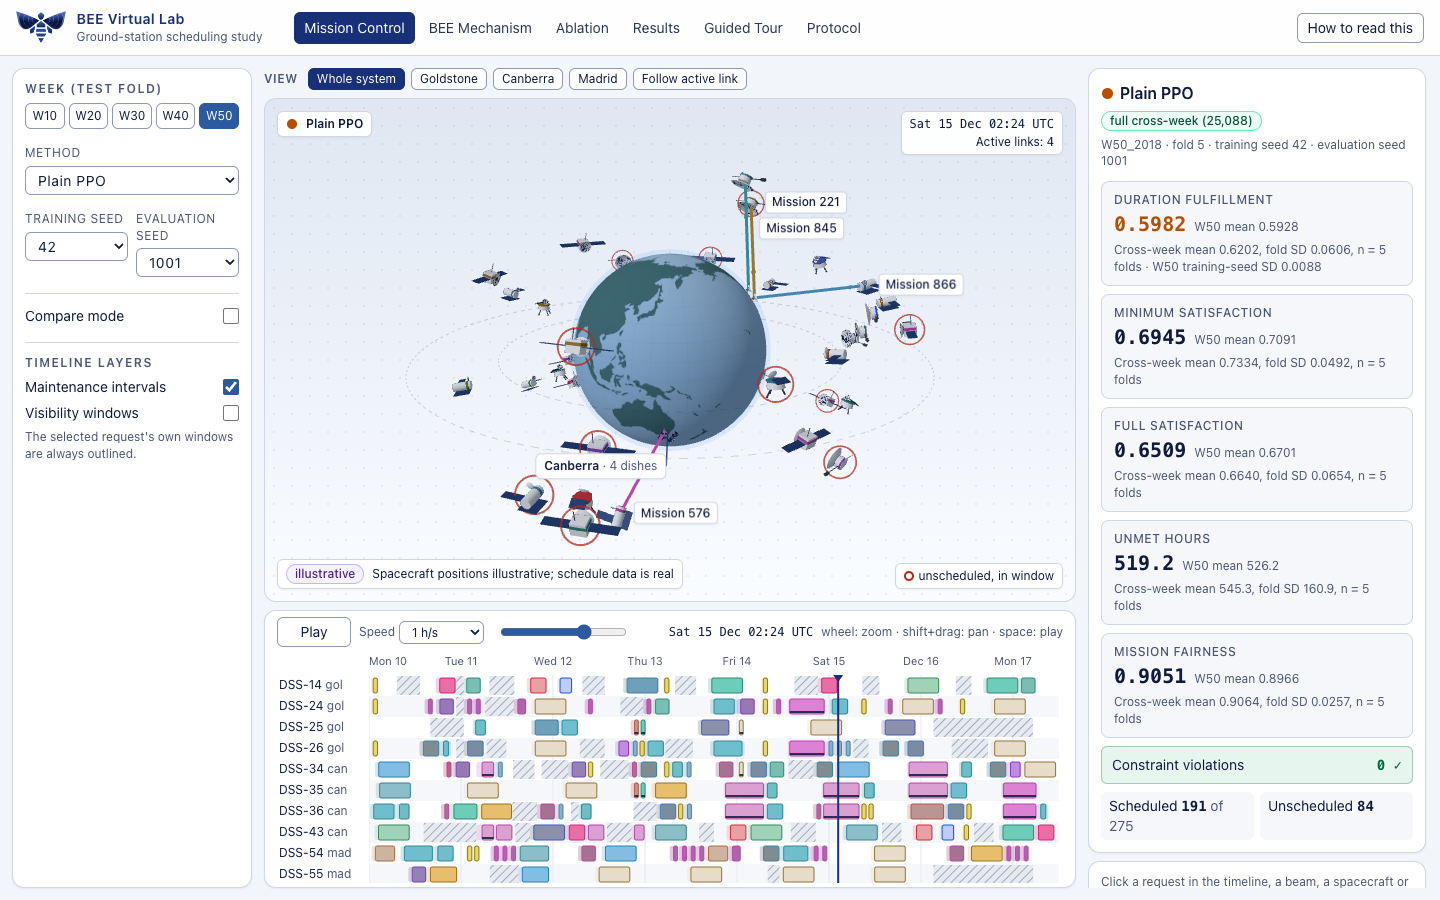 BEE Virtual Lab
Ground-station scheduling study
Mission Control
BEE Mechanism
Ablation
Results
Guided Tour
Protocol
How to read this
WEEK (TEST FOLD)
W10 W20 W30 W40 W50
METHOD
Plain PPO
TRAINING SEED
42
EVALUATION
SEED
1001
Compare mode
TIMELINE LAYERS
Maintenance intervals
Visibility windows
The selected request's own windows
are always outlined.
VIEW
Whole system
Goldstone
Canberra
Madrid
Follow active link
Plain PPO
Sat 15 Dec 02:24 UTC
Active links: 4
Mission 221
Mission 845
Mission 866
Canberra · 4 dishes
Mission 576
illustrative Spacecraft positions illustrative; schedule data is real
unscheduled, in window
Play
Speed 1 h/s
Sat 15 Dec 02:24 UTC wheel: zoom · shift+drag: pan · space: play
Mon 10 Tue 11 Wed 12 Thu 13 Fri 14 Sat 15 Dec 16 Mon 17
DSS-14 gol
DSS-24 gol
DSS-25 gol
DSS-26 gol
DSS-34 can
DSS-35 can
DSS-36 can
DSS-43 can
DSS-54 mad
DSS-55 mad
Plain PPO
full cross-week (25,088)
W50_2018 · fold 5 · training seed 42 · evaluation seed
1001
DURATION FULFILLMENT
0.5982 W50 mean 0.5928
Cross-week mean 0.6202, fold SD 0.0606, n = 5
folds · W50 training-seed SD 0.0088
MINIMUM SATISFACTION
0.6945 W50 mean 0.7091
Cross-week mean 0.7334, fold SD 0.0492, n = 5
folds
FULL SATISFACTION
0.6509 W50 mean 0.6701
Cross-week mean 0.6640, fold SD 0.0654, n = 5
folds
UNMET HOURS
519.2 W50 mean 526.2
Cross-week mean 545.3, fold SD 160.9, n = 5
folds
MISSION FAIRNESS
0.9051 W50 mean 0.8966
Cross-week mean 0.9064, fold SD 0.0257, n = 5
folds
Constraint violations 0 ✓
Scheduled 191 of
275
Unscheduled 84
Click a request in the timeline, a beam, a spacecraft or